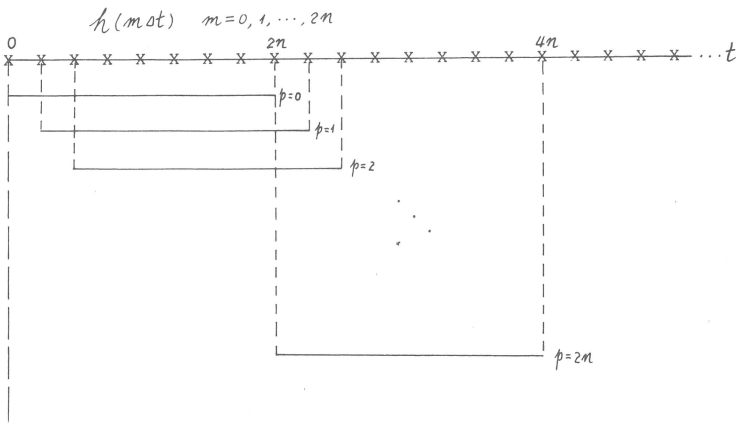 h(mΔt) m=0, 1, ···, 2n
0 2n 4n ···t
x x x x x x x x x x x x x x x x x x x x x
p=0
p=1
p=2
p=2n